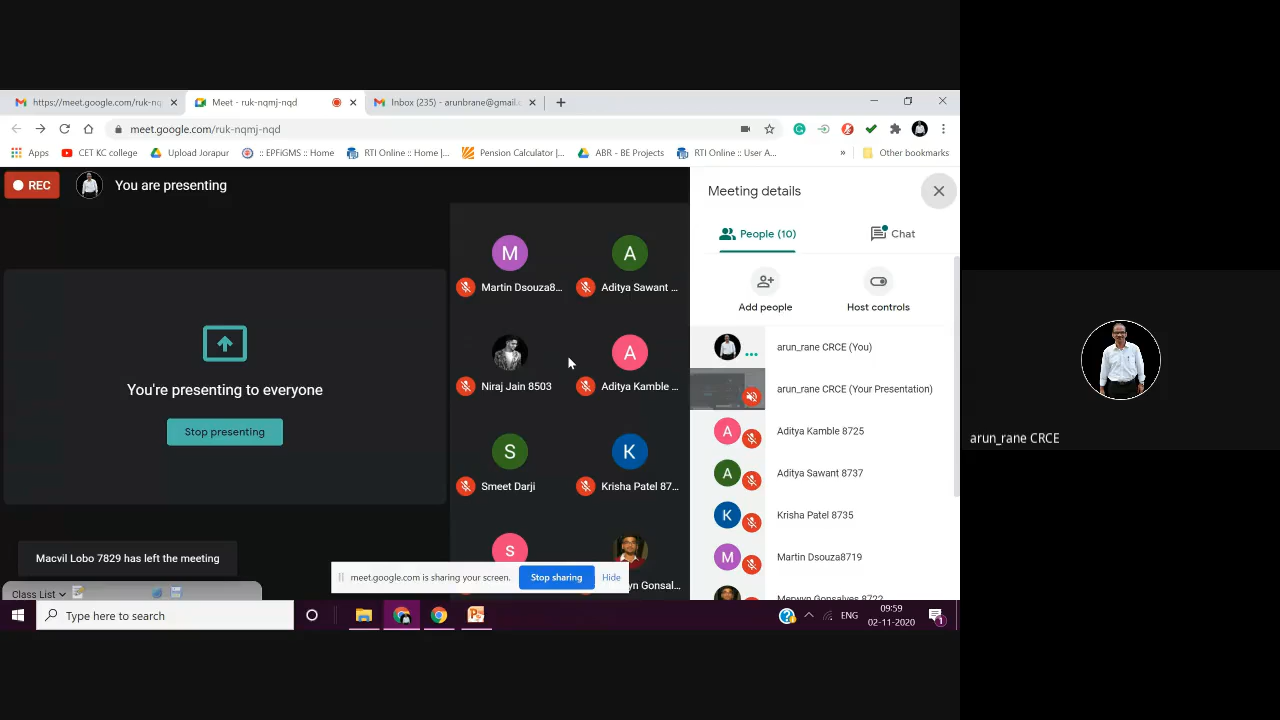 https://meet.google.com/ruk-nq
Meet - ruk-nqmj-nqd
Inbox (235) - arunbrane@gmail.c
meet.google.com/ruk-nqmj-nqd
Apps
CET KC college
Upload Jorapur
:: EPFiGMS :: Home
RTI Online :: Home |...
Pension Calculator |...
ABR - BE Projects
RTI Online :: User A...
»
Other bookmarks
REC
You are presenting
Meeting details
People (10)
Chat
Add people
Host controls
M
A
Martin Dsouza8...
Aditya Sawant ...
A
Niraj Jain 8503
Aditya Kamble ...
S
K
Smeet Darji
Krisha Patel 87...
S
yn Gonsal...
You're presenting to everyone
Stop presenting
arun_rane CRCE (You)
arun_rane CRCE (Your Presentation)
A
Aditya Kamble 8725
A
Aditya Sawant 8737
K
Krisha Patel 8735
M
Martin Dsouza8719
Merwyn Gonsalves 8722
Macvil Lobo 7829 has left the meeting
meet.google.com is sharing your screen.
Stop sharing
Hide
Class List
Type here to search
ENG
09:59
02-11-2020
1
arun_rane CRCE